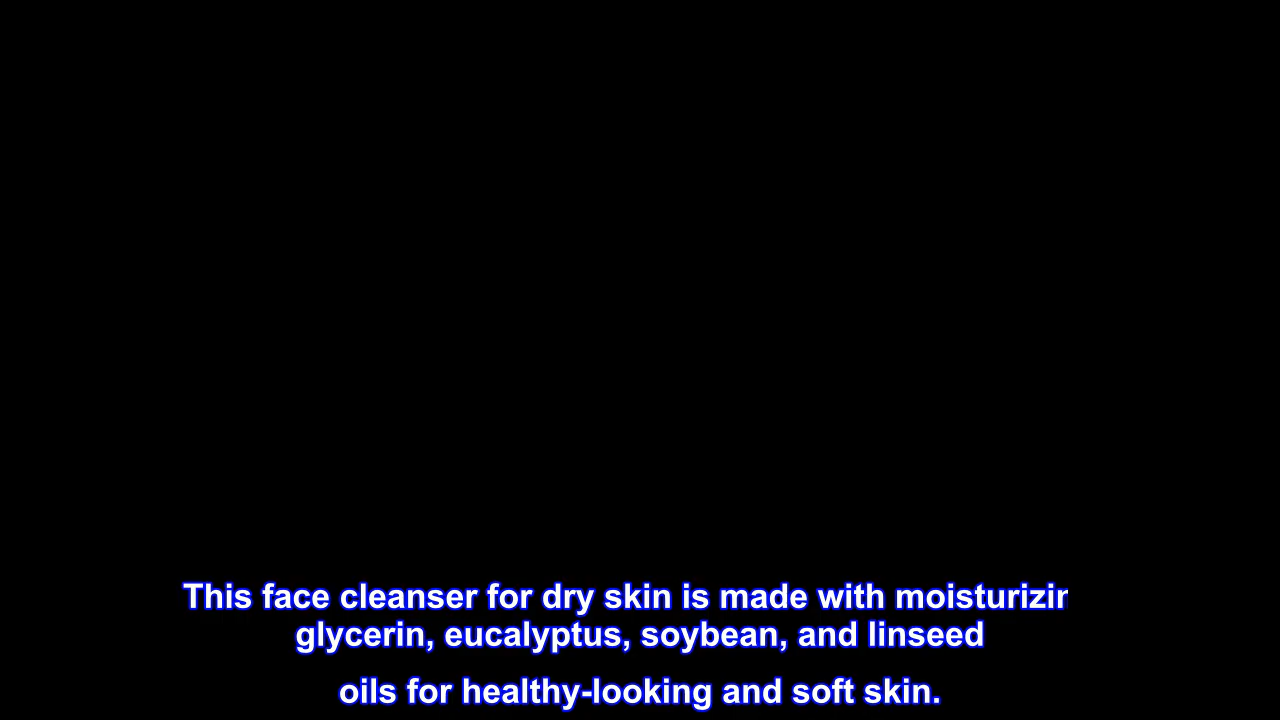 This face cleanser for dry skin is made with moisturizin
glycerin, eucalyptus, soybean, and linseed
oils for healthy-looking and soft skin.